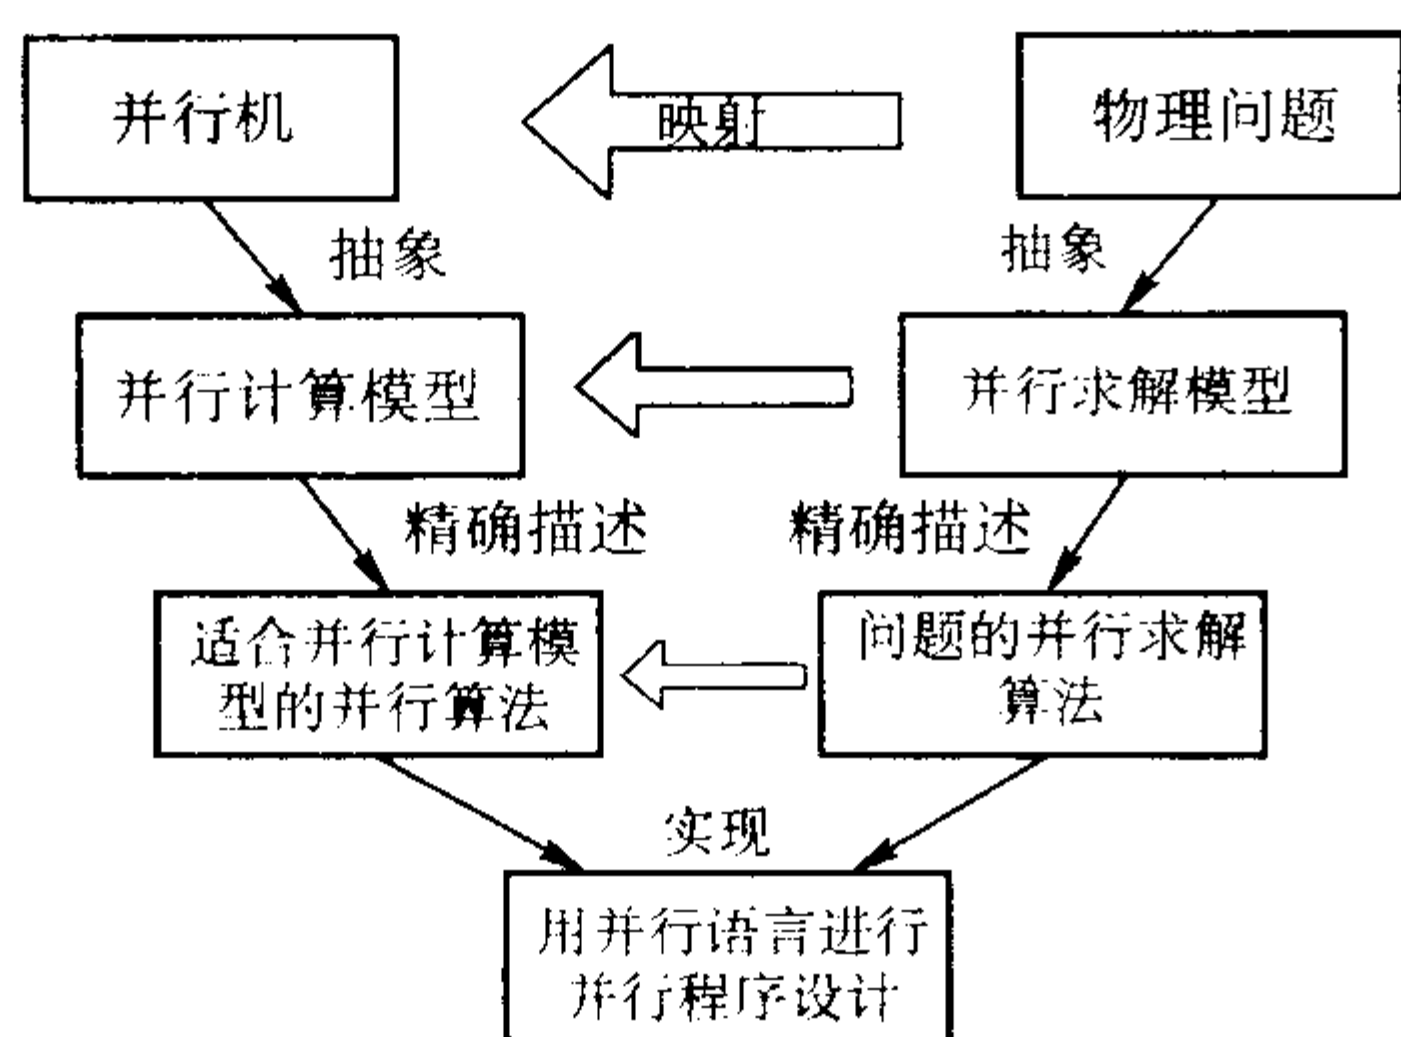 并行机
映射
物理问题
抽象
抽象
并行计算模型
并行求解模型
精确描述
精确描述
适合并行计算模
型的并行算法
问题的并行求解
算法
实现
用并行语言进行
并行程序设计